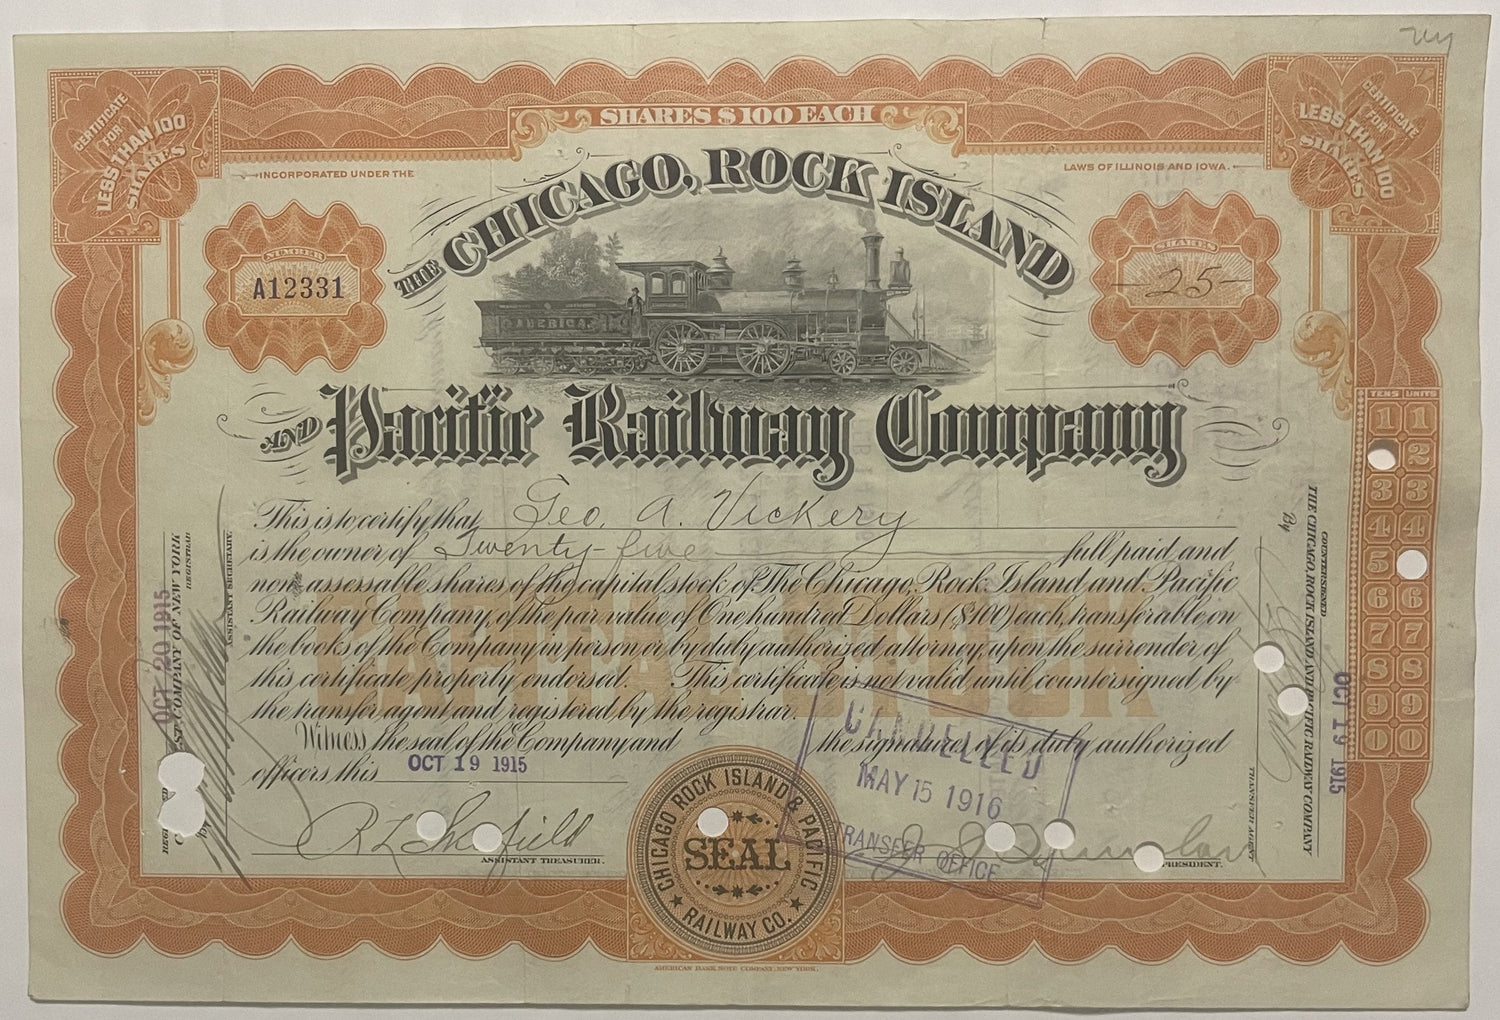 SHARES $100 EACH
CERTIFICATE FOR LESS THAN 100 SHARES
CERTIFICATE FOR LESS THAN 100 SHARES
INCORPORATED UNDER THE LAWS OF ILLINOIS AND IOWA.
THE CHICAGO, ROCK ISLAND
NUMBER
A12331
SHARES
25
AMERICA
AND Pacific Railway Company
This is to certify that Geo. A. Vickery
is the owner of Twenty-five full paid and
non assessable shares of the capital stock of The Chicago, Rock Island and Pacific
Railway Company, of the par value of One hundred Dollars ($100) each, transferable on
the books of the Company in person or by duly authorized attorney, upon the surrender of
this certificate properly endorsed. This certificate is not valid until countersigned by
the transfer agent and registered by the registrar.
CAPITAL STOCK
Witness the seal of the Company and the signatures of its duly authorized
officers this OCT 19 1915
ASSISTANT TREASURER.
PRESIDENT.
CHICAGO ROCK ISLAND & PACIFIC RAILWAY CO.
SEAL
CANCELLED
MAY 15 1916
TRANSFER OFFICE
OCT 20 1915
COMPANY OF NEW YORK
REGISTRAR
ASSISTANT SECRETARY.
COUNTERSIGNED
THE CHICAGO, ROCK ISLAND AND PACIFIC RAILWAY COMPANY
By
TRANSFER AGENT
OCT 19 1915
TENS UNITS
1 1
2
3 3
4 4
5
6 6
7 7
8 8
9 9
0 0
AMERICAN BANK NOTE COMPANY, NEW YORK.